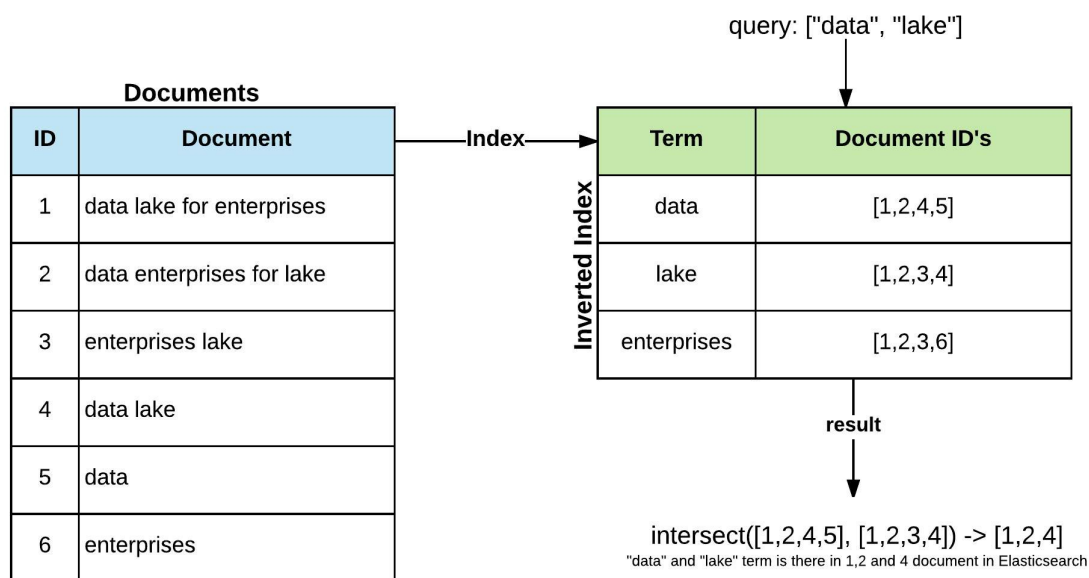 query: ["data", "lake"]
Documents
ID Document
1 data lake for enterprises
2 data enterprises for lake
3 enterprises lake
4 data lake
5 data
6 enterprises
Index
Inverted Index
Term Document ID's
data [1,2,4,5]
lake [1,2,3,4]
enterprises [1,2,3,6]
result
intersect([1,2,4,5], [1,2,3,4]) -> [1,2,4]
"data" and "lake" term is there in 1,2 and 4 document in Elasticsearch